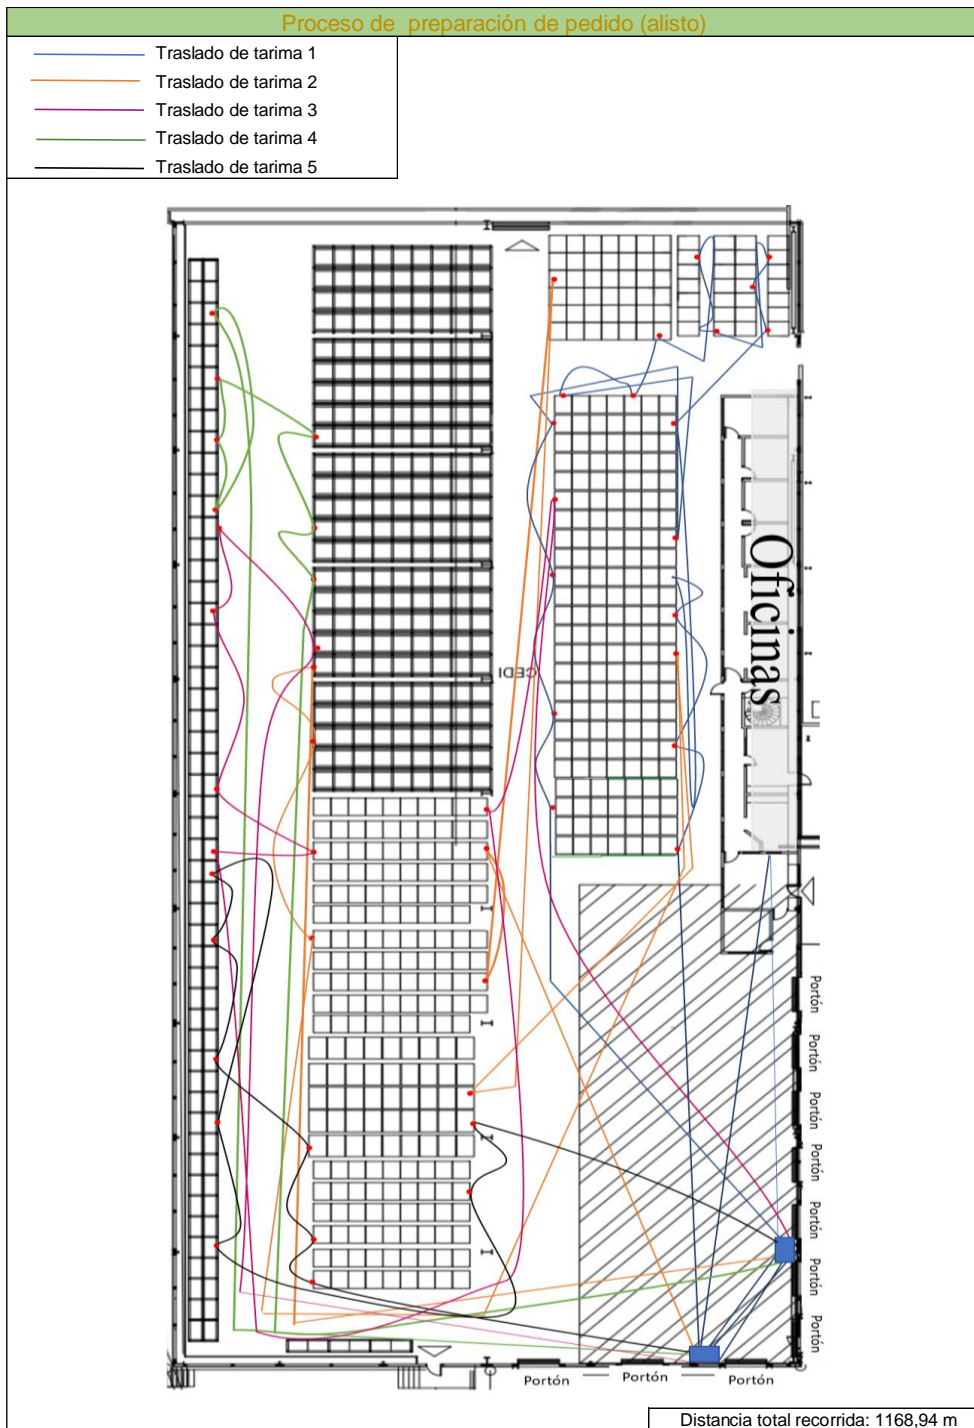 Proceso de  preparación de pedido (alisto)
Traslado de tarima 1
Traslado de tarima 2
Traslado de tarima 3
Traslado de tarima 4
Traslado de tarima 5
Oficinas
CEDI
Portón
Portón
Portón
Portón
Portón
Portón
Portón
Portón
Portón
Portón
Distancia total recorrida: 1168,94 m